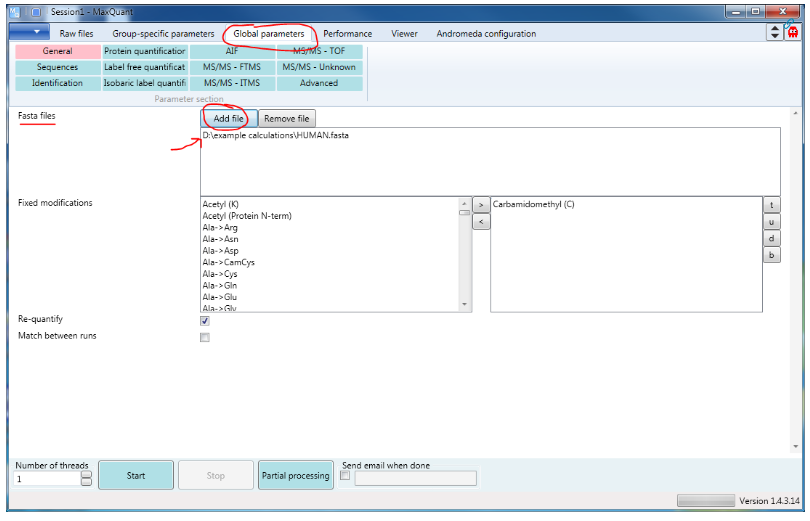 Session1 - MaxQuant
Raw files Group-specific parameters Global parameters Performance Viewer Andromeda configuration
General Protein quantification AIF MS/MS - TOF
Sequences Label free quantificat MS/MS - FTMS MS/MS - Unknown
Identification Isobaric label quantifi MS/MS - ITMS Advanced
Parameter section
Fasta files Add file Remove file
D:\example calculations\HUMAN.fasta
Fixed modifications Acetyl (K) > Carbamidomethyl (C) t
Acetyl (Protein N-term) < u
Ala->Arg
Ala->Asn d
Ala->Asp b
Ala->CamCys
Ala->Cys
Ala->Gln
Ala->Glu
Ala->Gly
Re-quantify
Match between runs
Number of threads Send email when done
1 Start Stop Partial processing
Version 1.4.3.14